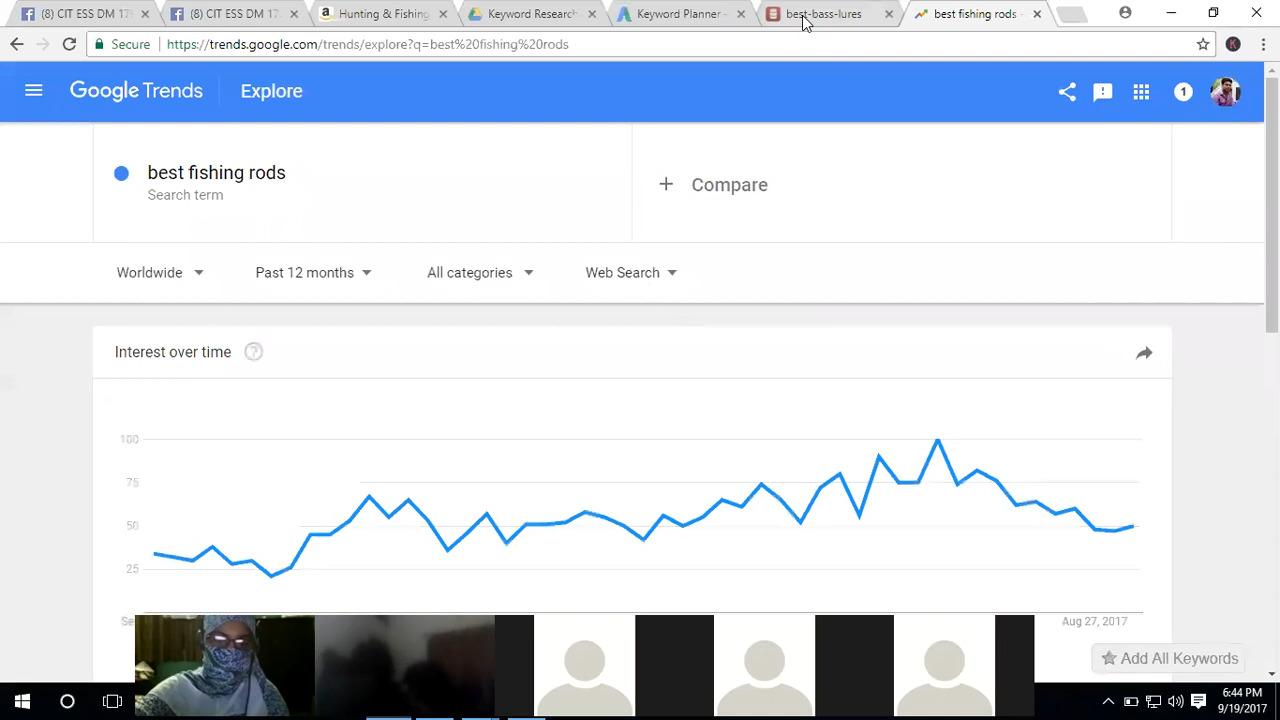 (8) CIT ESS DM 17
(8) CIT ESS DM 17
Hunting & Fishing
Keyword Research
Keyword Planner -
best-bass-lures
best fishing rods -
Secure
https://trends.google.com/trends/explore?q=best%20fishing%20rods
K
Google Trends
Explore
1
best fishing rods
Search term
+ Compare
Worldwide
Past 12 months
All categories
Web Search
Interest over time
?
100
75
50
25
Se
Aug 27, 2017
Add All Keywords
6:44 PM
9/19/2017